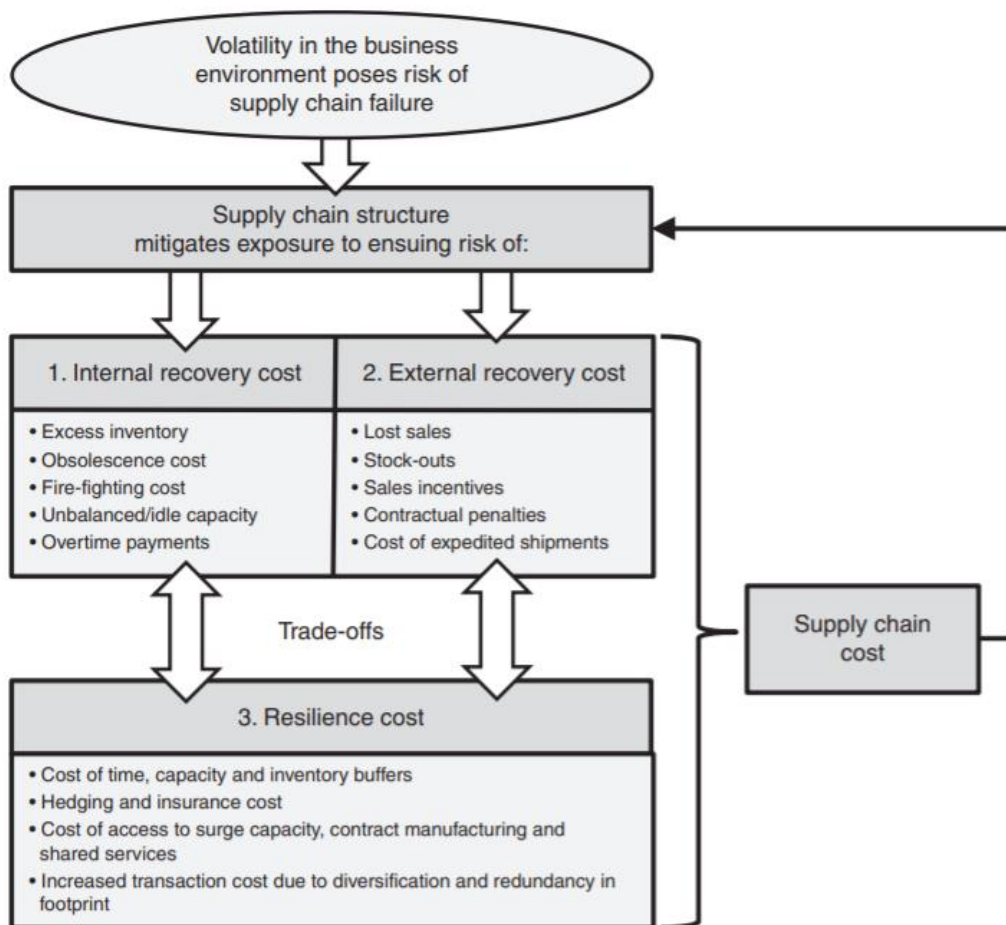 Volatility in the business
environment poses risk of
supply chain failure
Supply chain structure
mitigates exposure to ensuing risk of:
1. Internal recovery cost
• Excess inventory
• Obsolescence cost
• Fire-fighting cost
• Unbalanced/idle capacity
• Overtime payments
2. External recovery cost
• Lost sales
• Stock-outs
• Sales incentives
• Contractual penalties
• Cost of expedited shipments
Trade-offs
3. Resilience cost
• Cost of time, capacity and inventory buffers
• Hedging and insurance cost
• Cost of access to surge capacity, contract manufacturing and
shared services
• Increased transaction cost due to diversification and redundancy in
footprint
Supply chain
cost